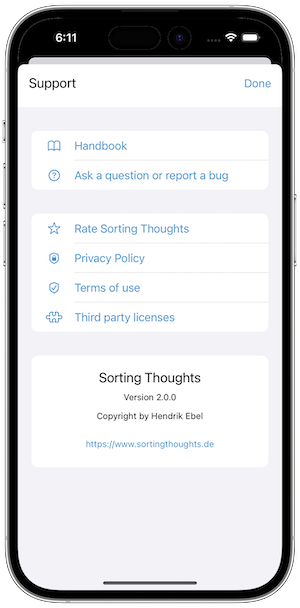 6:11
Support
Done
Handbook
Ask a question or report a bug
Rate Sorting Thoughts
Privacy Policy
Terms of use
Third party licenses
Sorting Thoughts
Version 2.0.0
Copyright by Hendrik Ebel
https://www.sortingthoughts.de